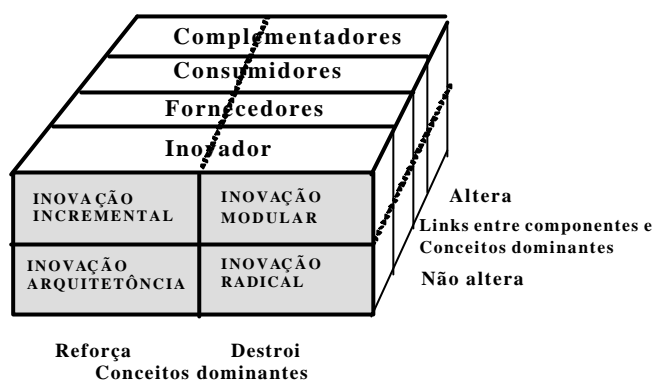 Complementadores
Consumidores
Fornecedores
Inovador
INOVAÇÃO
INCREMENTAL
INOVAÇÃO
MODULAR
INOVAÇÃO
ARQUITETÔNCIA
INOVAÇÃO
RADICAL
Altera
Links entre componentes e
Conceitos dominantes
Não altera
Reforça
Destroi
Conceitos dominantes